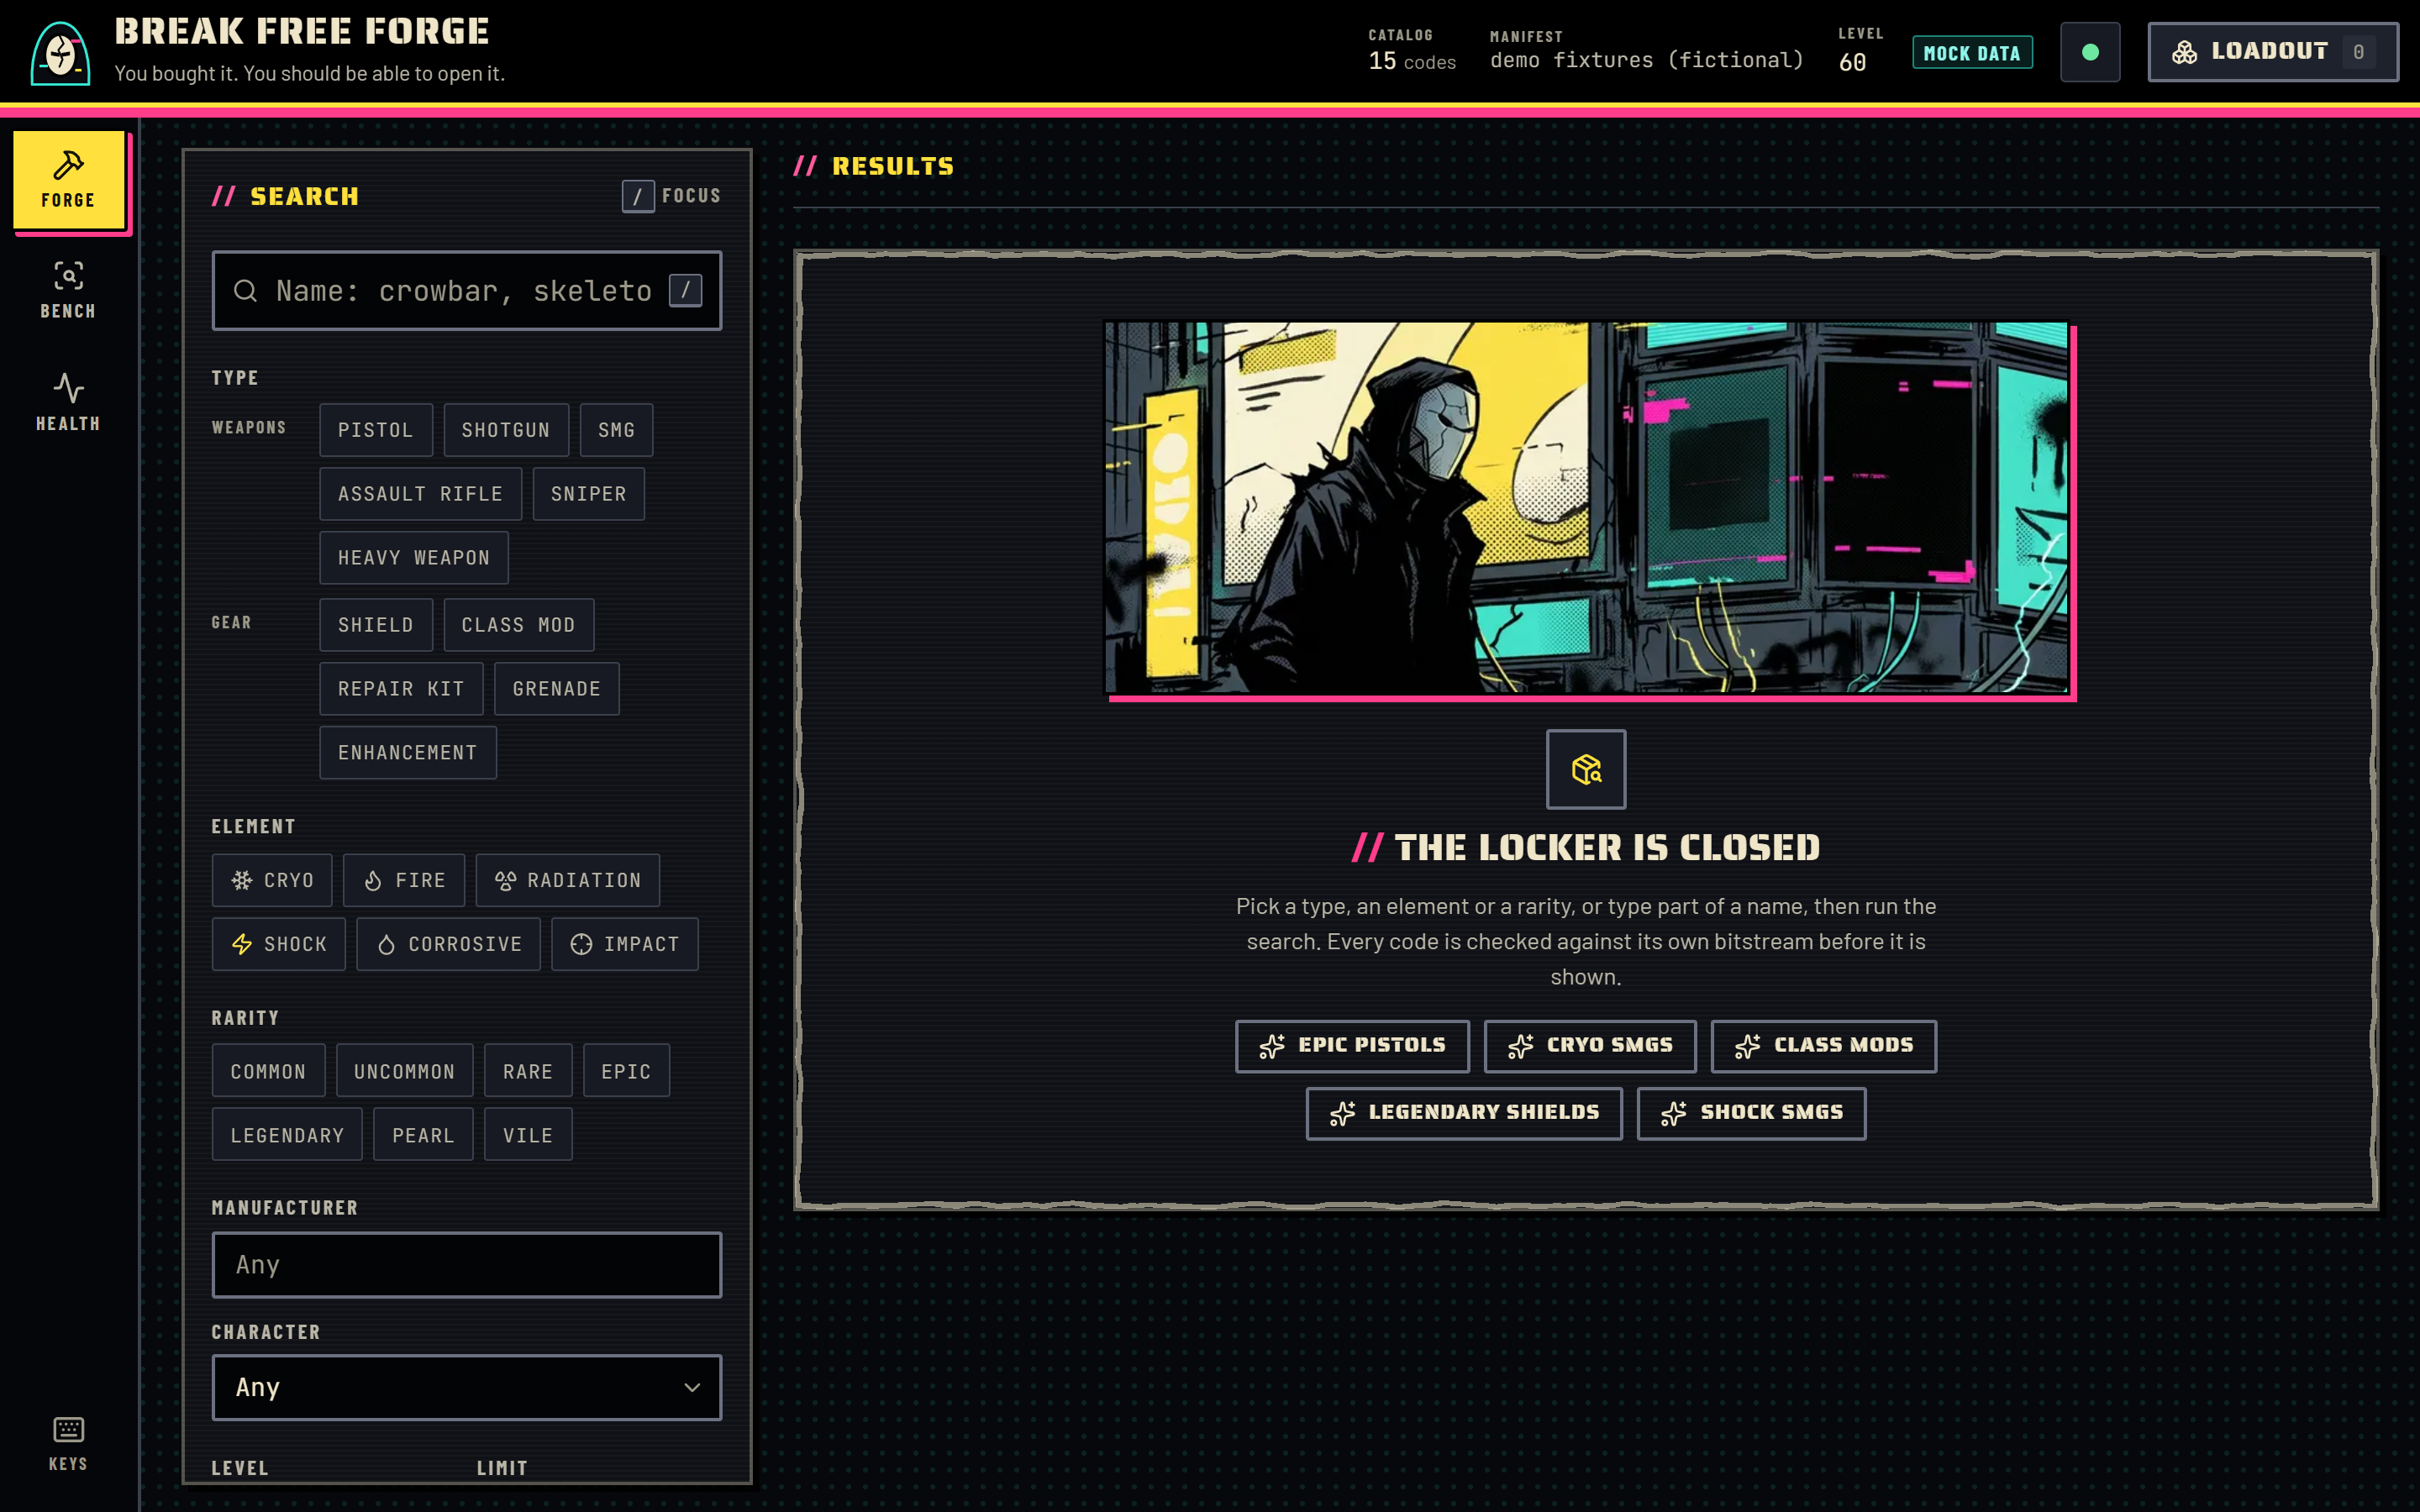 BREAK FREE FORGE
You bought it. You should be able to open it.
CATALOG
15 codes
MANIFEST
demo fixtures (fictional)
LEVEL
60
MOCK DATA
LOADOUT 0
FORGE
BENCH
HEALTH
KEYS
// SEARCH
/ FOCUS
Name: crowbar, skeleto /
TYPE
WEAPONS
PISTOL SHOTGUN SMG
ASSAULT RIFLE SNIPER
HEAVY WEAPON
GEAR
SHIELD CLASS MOD
REPAIR KIT GRENADE
ENHANCEMENT
ELEMENT
CRYO FIRE RADIATION
SHOCK CORROSIVE IMPACT
RARITY
COMMON UNCOMMON RARE EPIC
LEGENDARY PEARL VILE
MANUFACTURER
Any
CHARACTER
Any
LEVEL LIMIT
// RESULTS
// THE LOCKER IS CLOSED
Pick a type, an element or a rarity, or type part of a name, then run the
search. Every code is checked against its own bitstream before it is
shown.
EPIC PISTOLS CRYO SMGS CLASS MODS
LEGENDARY SHIELDS SHOCK SMGS